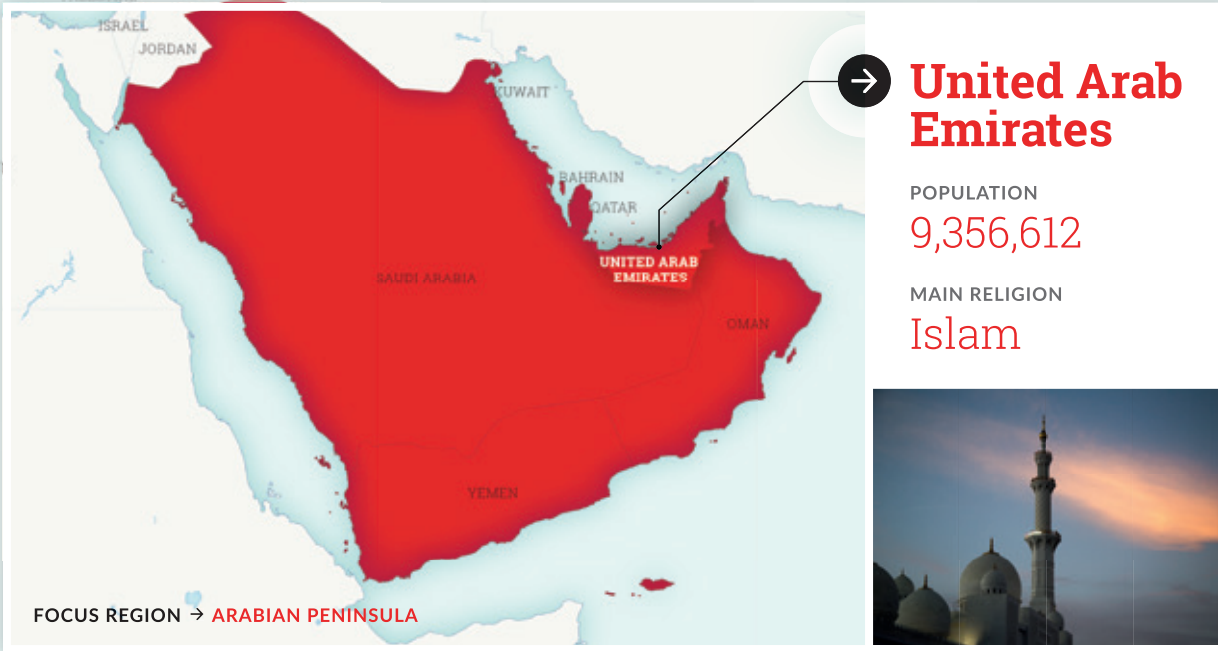 ISRAEL
JORDAN
KUWAIT
BAHRAIN
QATAR
UNITED ARAB
EMIRATES
SAUDI ARABIA
OMAN
YEMEN
FOCUS REGION → ARABIAN PENINSULA
United Arab
Emirates
POPULATION
9,356,612
MAIN RELIGION
Islam